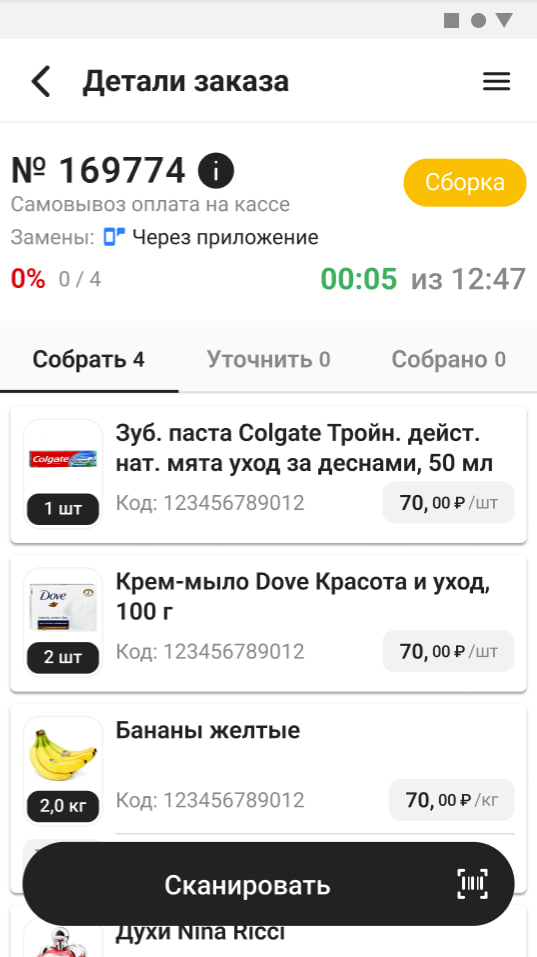 Детали заказа
№ 169774 i
Сборка
Самовывоз оплата на кассе
Замены: Через приложение
0% 0 / 4
00:05 из 12:47
Собрать 4
Уточнить 0
Собрано 0
Colgate
1 шт
Зуб. паста Colgate Тройн. дейст.
нат. мята уход за деснами, 50 мл
Код: 123456789012
70, 00 ₽ /шт
Dove
2 шт
Крем-мыло Dove Красота и уход,
100 г
Код: 123456789012
70, 00 ₽ /шт
2,0 кг
Бананы желтые
Код: 123456789012
70, 00 ₽ /кг
Сканировать
Духи Nina Ricci